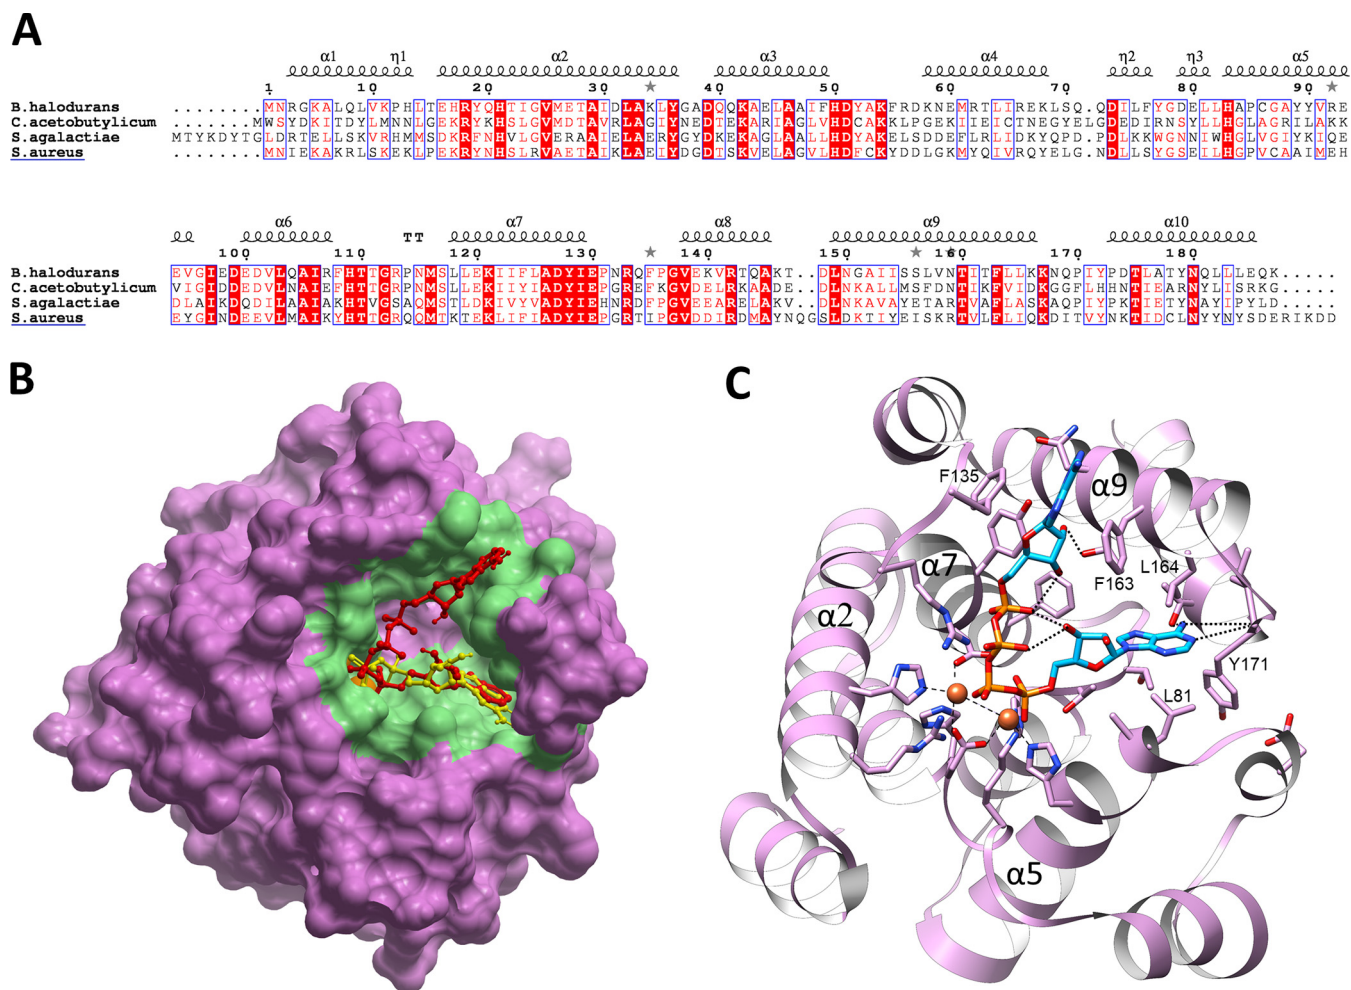 A
α1 η1 α2 α3 α4 η2 η3 α5
1 10 20 30 40 50 60 70 80 90
B.halodurans ........MNRGKALQLVKPHLTEHRYQHTIGVMETAIDLAKLYGADQQKAELAAIFHDYAKFRDKNEMRTLIREKLSQ.QDILFYGDELLHAPCGAYYVRE
C.acetobutylicum .......MWSYDKITDYLMNNLGEKRYKHSLGVMDTAVRLAGIYNEDTEKARIAGLVHDCAKKLPGEKIIEICTNEGYELGDEDIRNSYLLHGLAGRILAKK
S.agalactiae MTYKDYTGLDRTELLSKVRHMMSDKRFNHVLGVERAAIELAERYGYDKEKAGLAALLHDYAKELSDDEFLRLIDKYQPD.PDLKKWGNNIWHGLVGIYKIQE
S.aureus ........MNIEKAKRLSKEKLPEKRYNHSLRVAETAIKLAEIYDGDTSKVELAGVLHDFCKYDDLGKMYQIVRQYELG.NDLLSYGSEILHGPVCAAIMEH
α6 TT α7 α8 α9 α10
100 110 120 130 140 150 160 170 180
B.halodurans EVGIEDEDVLQAIRFHTTGRPNMSLLEKIIFLADYIEPNRQFPGVEKVRTQAKT..DLNGAIISSLVNTITFLLKKNQPIYPDTLATYNQLLLEQK.....
C.acetobutylicum VIGIDNEDILNAIEFHTTGRPNMSLLEKIIYIADYIEPGREFKGVDELRKAADE..DLNKALLMSFDNTIKFVIDKGGFLHHNTIEARNYLISRKG.....
S.agalactiae DLAIKDQDILAAIAKHTVGSAQMSTLDKIVYVADYIEHNRDFPGVEEARELAKV..DLNKAVAYETARTVAFLASKAQPIYPKTIETYNAYIPYLD.....
S.aureus EYGINDEEVLMAIKYHTTGRQQMTKTEKLIFIADYIEPGRTIPGVDDIRDMAYNQGSLDKTIYEISKRTVLFLIQKDITVYNKTIDCLNYYNYSDERIKDD
B
C
F135
α9
α7
F163
L164
α2
Y171
L81
α5